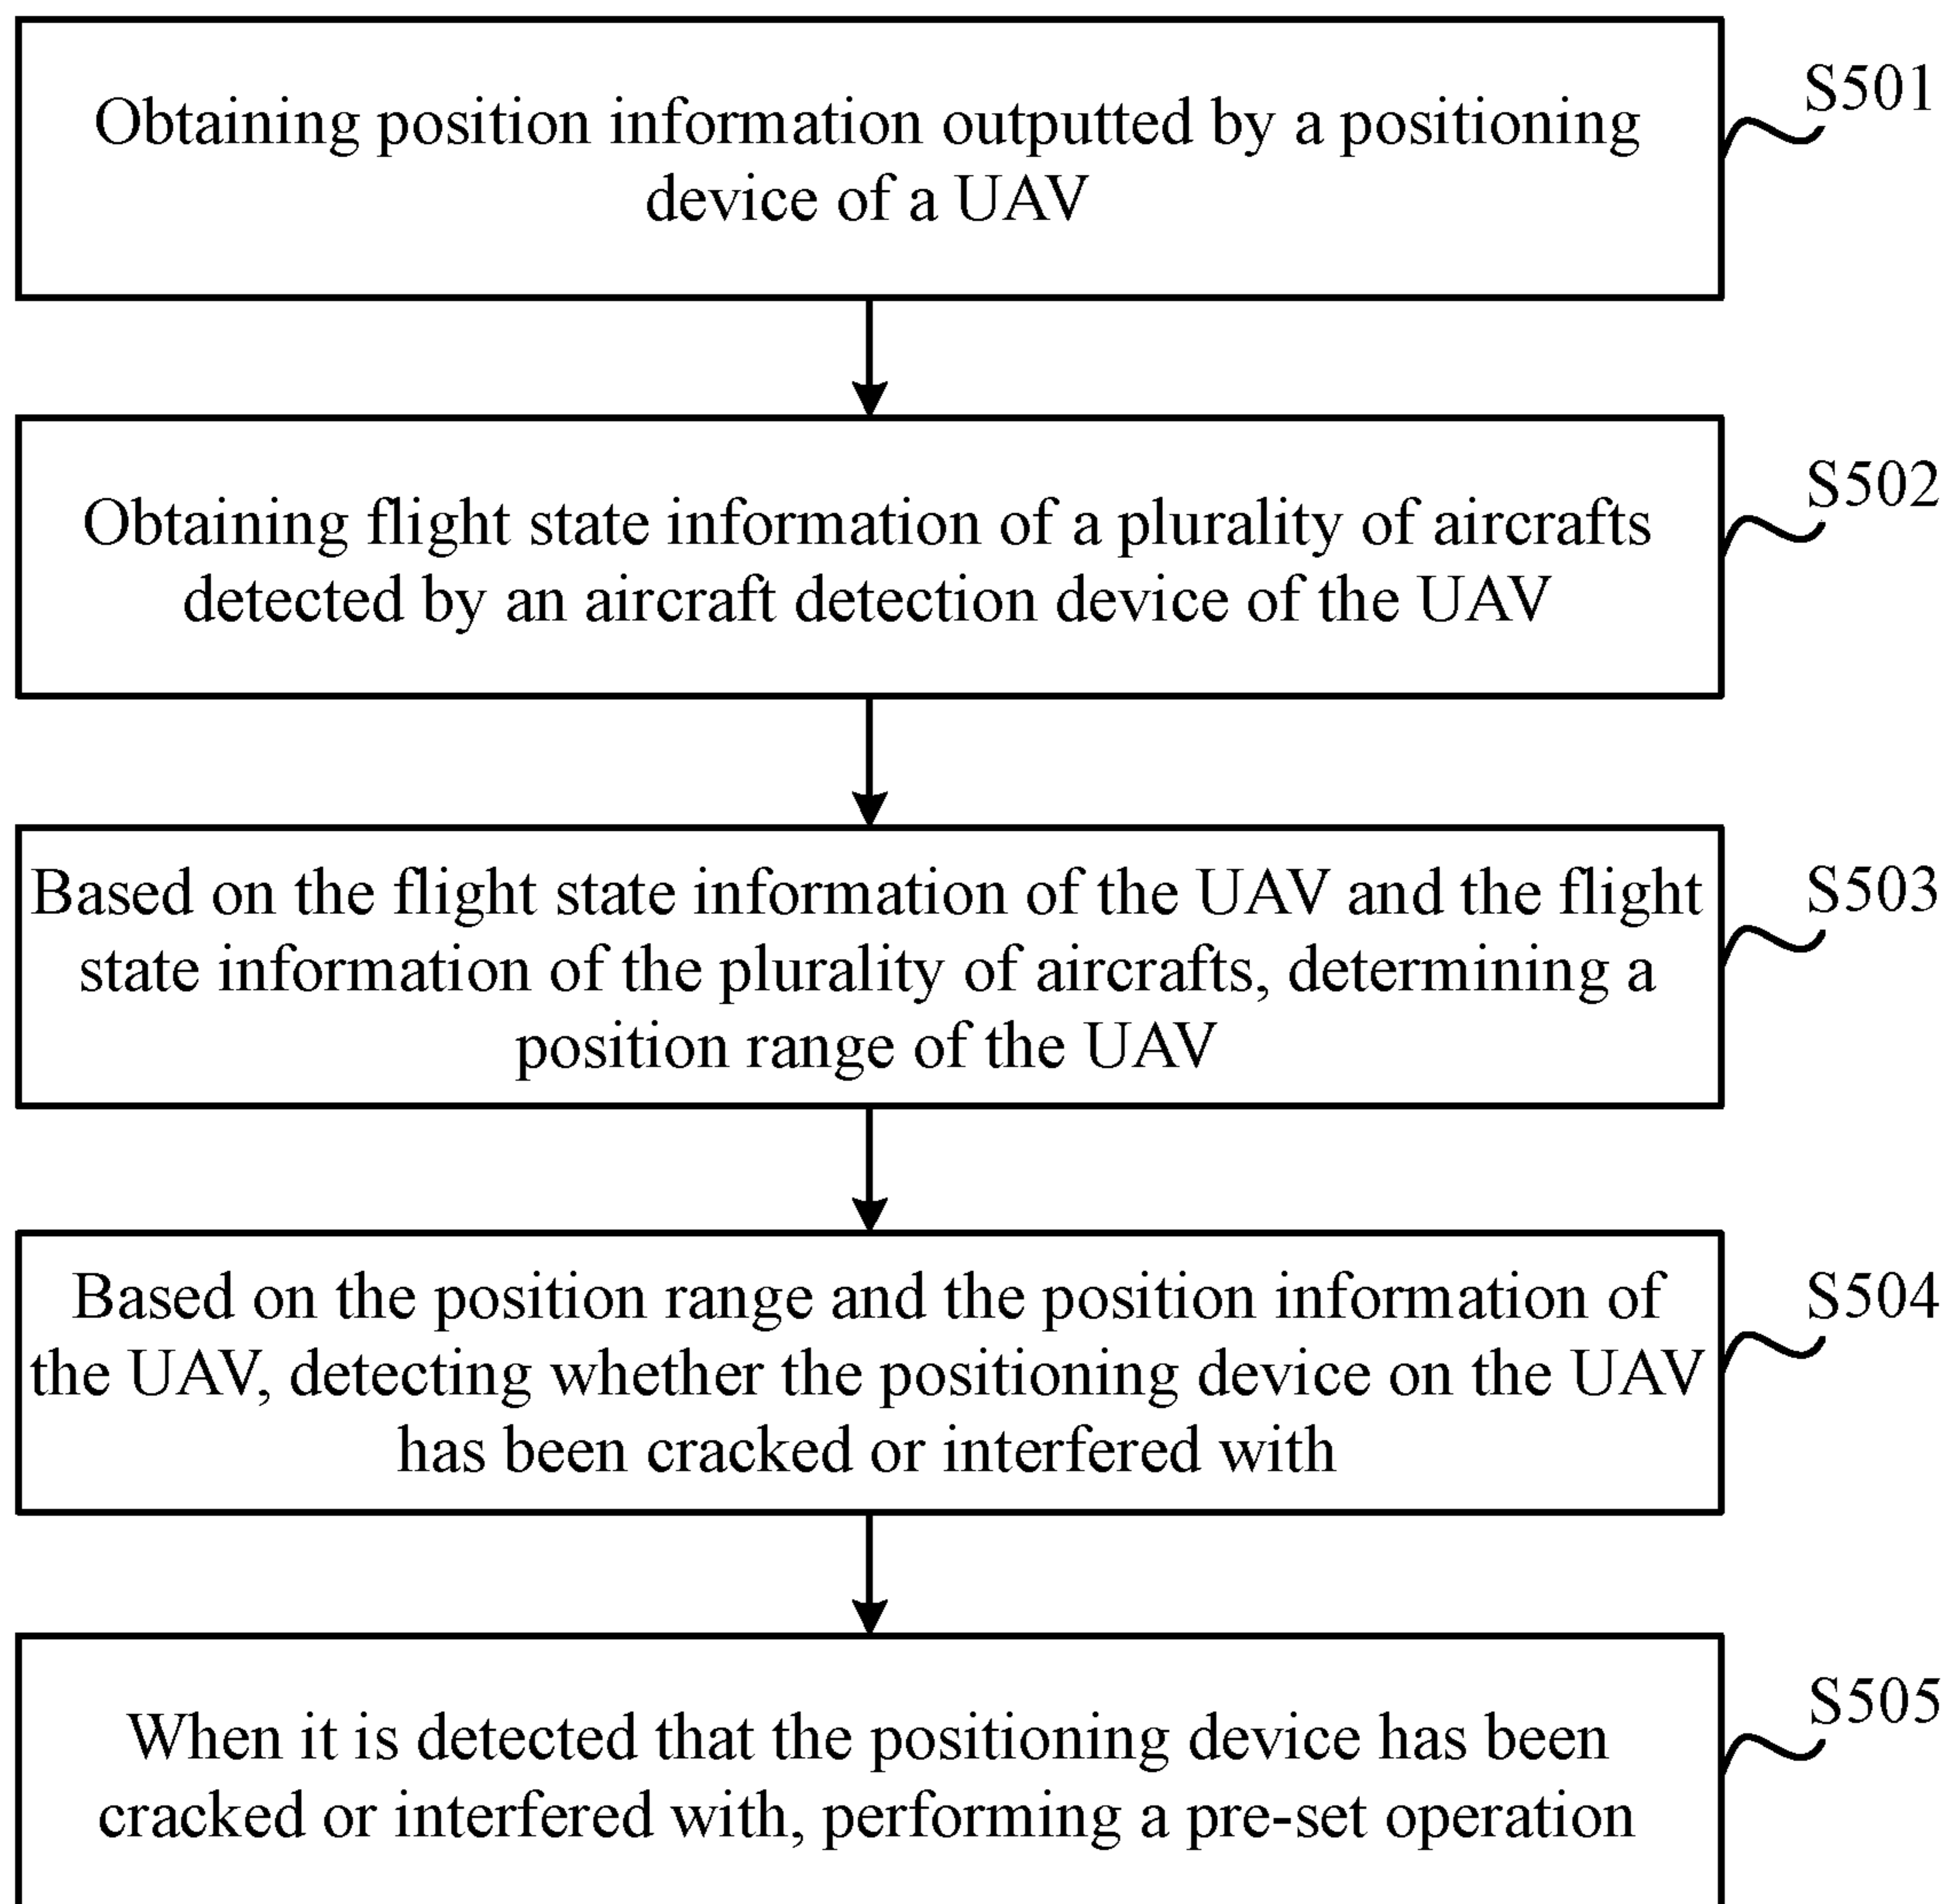 Obtaining position information outputted by a positioning
device of a UAV
S501
Obtaining flight state information of a plurality of aircrafts
detected by an aircraft detection device of the UAV
S502
Based on the flight state information of the UAV and the flight
state information of the plurality of aircrafts, determining a
position range of the UAV
S503
Based on the position range and the position information of
the UAV, detecting whether the positioning device on the UAV
has been cracked or interfered with
S504
When it is detected that the positioning device has been
cracked or interfered with, performing a pre-set operation
S505